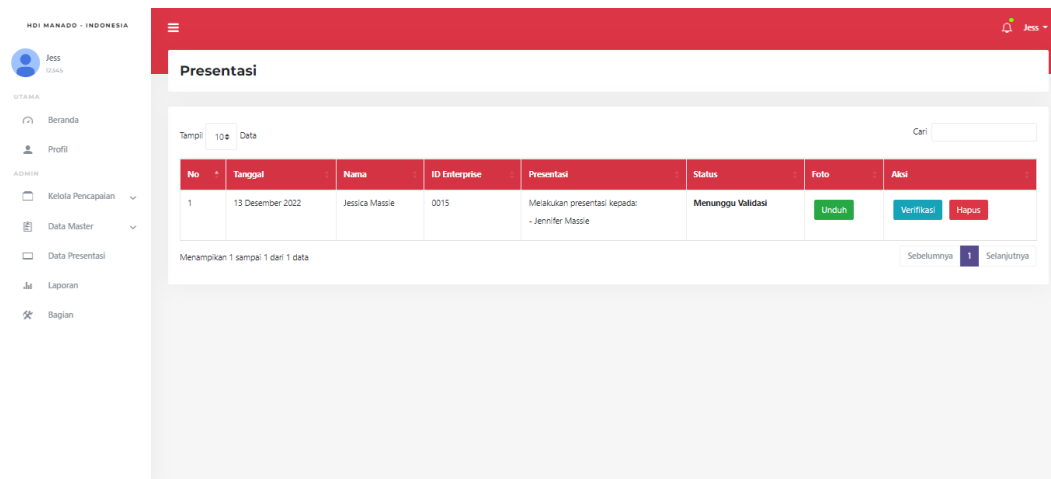 HDI MANADO - INDONESIA
Jess
Jess
12345
Presentasi
UTAMA
Beranda
Profil
ADMIN
Kelola Pencapaian
Data Master
Data Presentasi
Laporan
Bagian
Tampil 10 Data
Cari
No Tanggal Nama ID Enterprise Presentasi Status Foto Aksi
1 13 Desember 2022 Jessica Massie 0015 Melakukan presentasi kepada: Menunggu Validasi Unduh Verifikasi Hapus
- Jennifer Massie
Menampilkan 1 sampai 1 dari 1 data
Sebelumnya 1 Selanjutnya